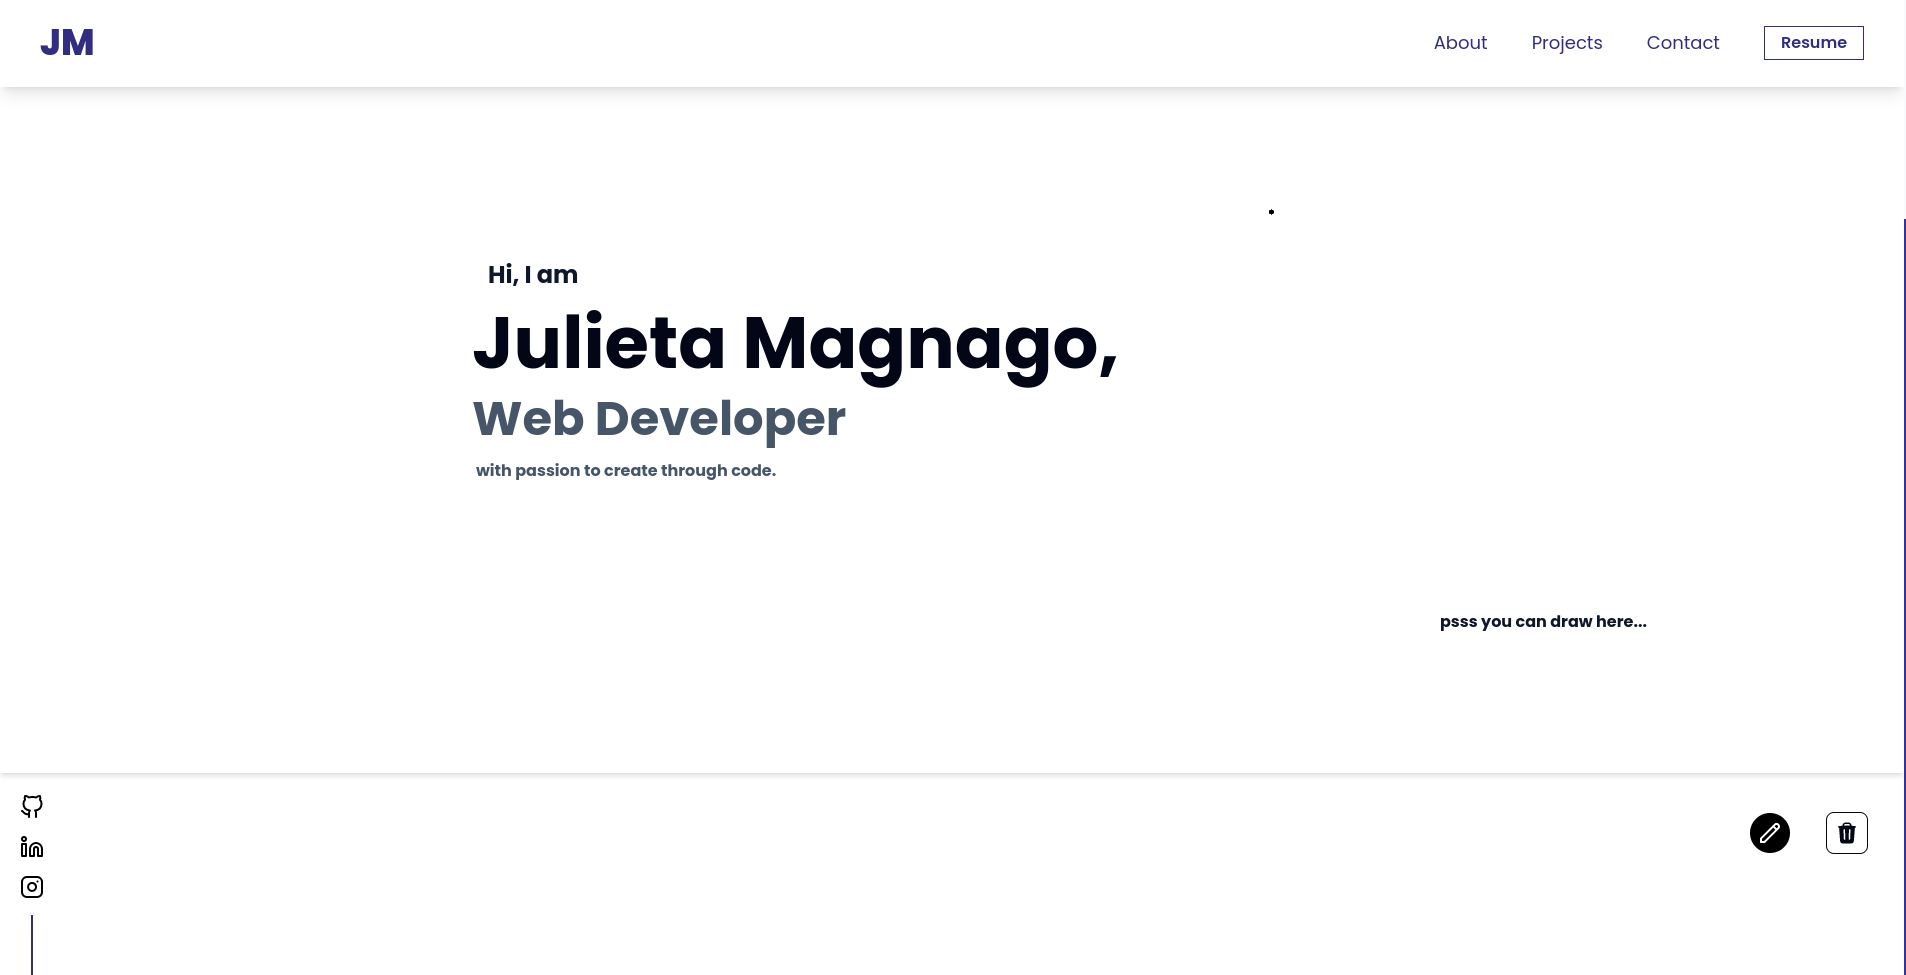 JM
About
Projects
Contact
Resume
Hi, I am
Julieta Magnago,
Web Developer
with passion to create through code.
psss you can draw here...